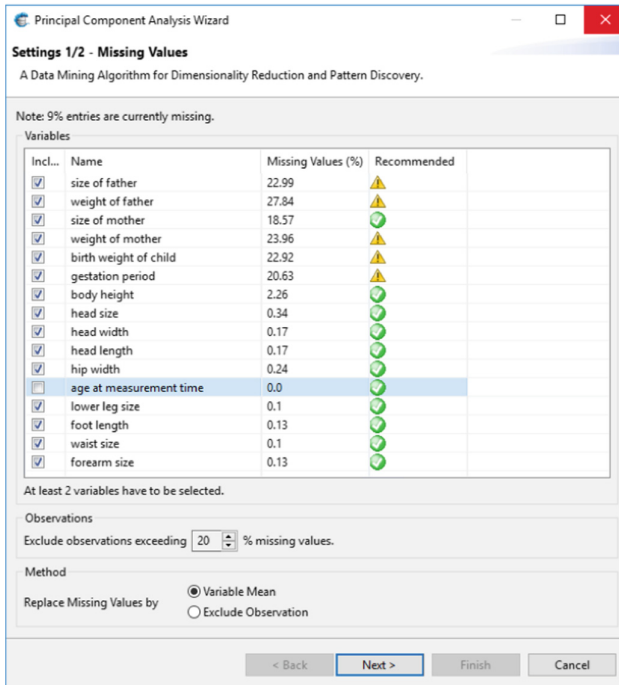 Principal Component Analysis Wizard
Settings 1/2 - Missing Values
A Data Mining Algorithm for Dimensionality Reduction and Pattern Discovery.
Note: 9% entries are currently missing.
Variables
Incl... Name Missing Values (%) Recommended
size of father 22.99
weight of father 27.84
size of mother 18.57
weight of mother 23.96
birth weight of child 22.92
gestation period 20.63
body height 2.26
head size 0.34
head width 0.17
head length 0.17
hip width 0.24
age at measurement time 0.0
lower leg size 0.1
foot length 0.13
waist size 0.1
forearm size 0.13
At least 2 variables have to be selected.
Observations
Exclude observations exceeding 20 % missing values.
Method
Replace Missing Values by
Variable Mean
Exclude Observation
< Back Next > Finish Cancel